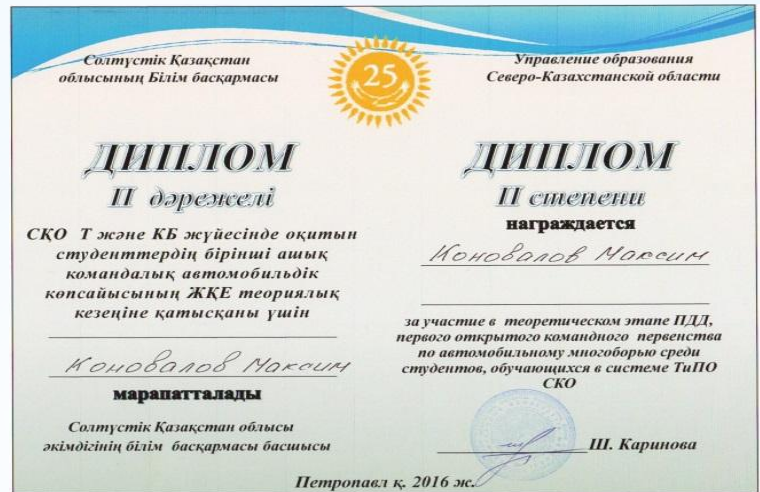 Солтүстік Қазақстан
облысының Білім басқармасы
25
Управление образования
Северо-Казахстанской области
ДИПЛОМ
II дәрежелі
СҚО Т және КБ жүйесінде оқитын
студенттердің бірінші ашық
командалық автомобильдік
көпсайысының ЖҚЕ теориялық
кезеңіне қатысқаны үшін
Коновалов Максим
марапатталады
Солтүстік Қазақстан облысы
әкімдігінің білім басқармасы басшысы
ДИПЛОМ
II степени
награждается
Коновалов Максим
за участие в теоретическом этапе ПДД,
первого открытого командного первенства
по автомобильному многоборью среди
студентов, обучающихся в системе ТиПО
СКО
Ш. Каринова
Петропавл қ. 2016 ж.